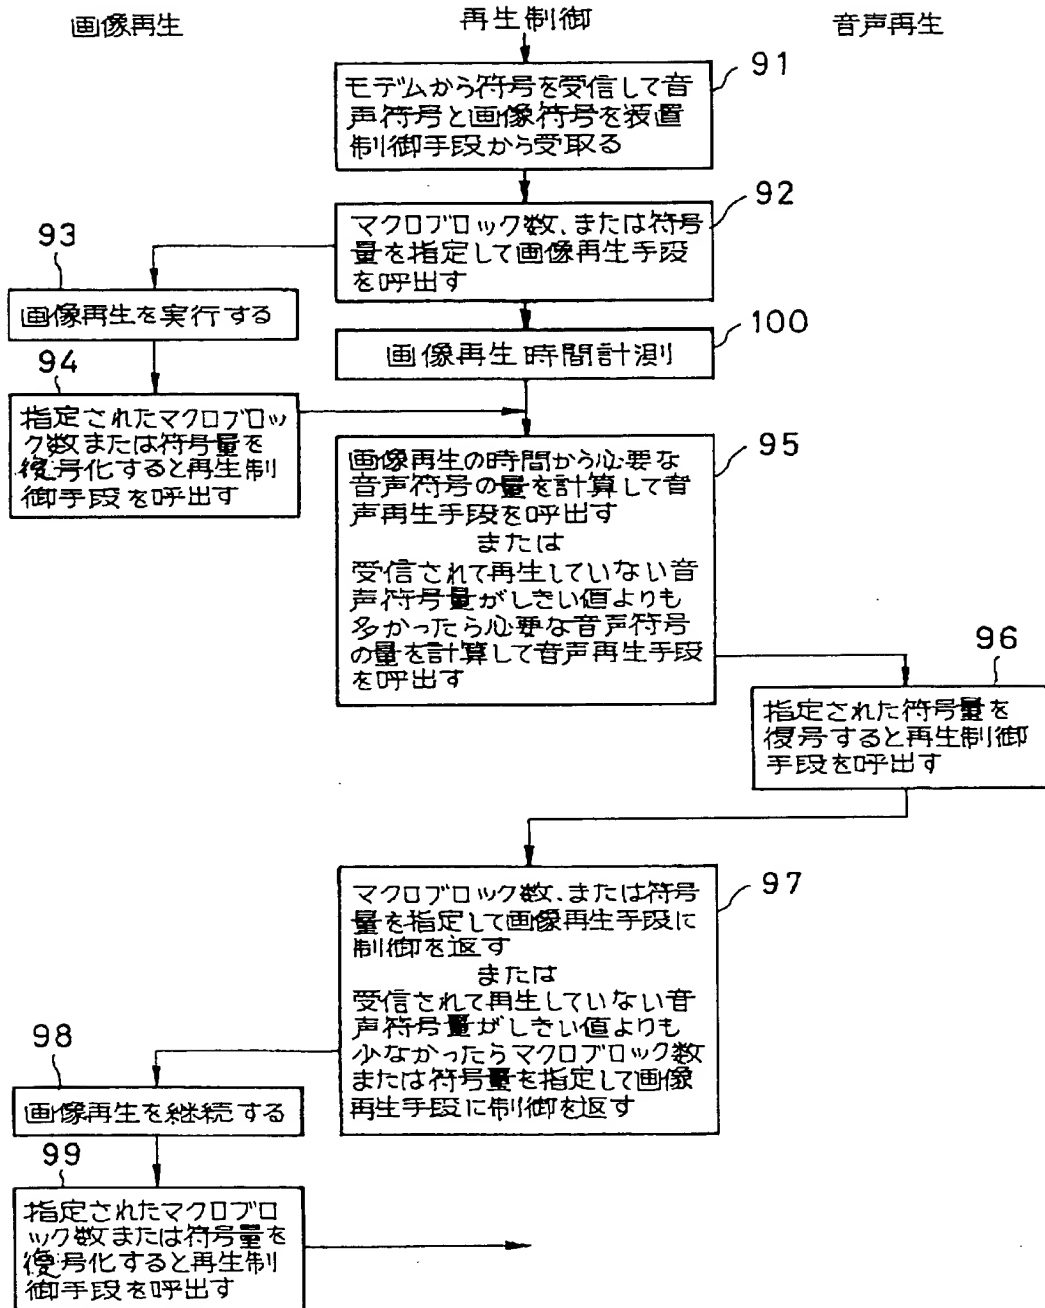 画像再生
再生制御
音声再生
91
モデムから符号を受信して音
声符号と画像符号を装置
制御手段から受取る
92
マクロブロック数、または符号
量を指定して画像再生手段
を呼出す
93
画像再生を実行する
100
画像再生時間計測
94
指定されたマクロブロッ
ク数または符号量を
復号化すると再生制
御手段を呼出す
95
画像再生の時間から必要な
音声符号の量を計算して音
声再生手段を呼出す
または
受信されて再生していない音
声符号量がしきい値よりも
多かったら必要な音声符号
の量を計算して音声再生手段
を呼出す
96
指定された符号量を
復号すると再生制御
手段を呼出す
97
マクロブロック数、または符号
量を指定して画像再生手段に
制御を返す
または
受信されて再生していない音
声符号量がしきい値よりも
少なかったらマクロブロック数
または符号量を指定して画像
再生手段に制御を返す
98
画像再生を継続する
99
指定されたマクロブロ
ック数または符号量を
復号化すると再生制
御手段を呼出す